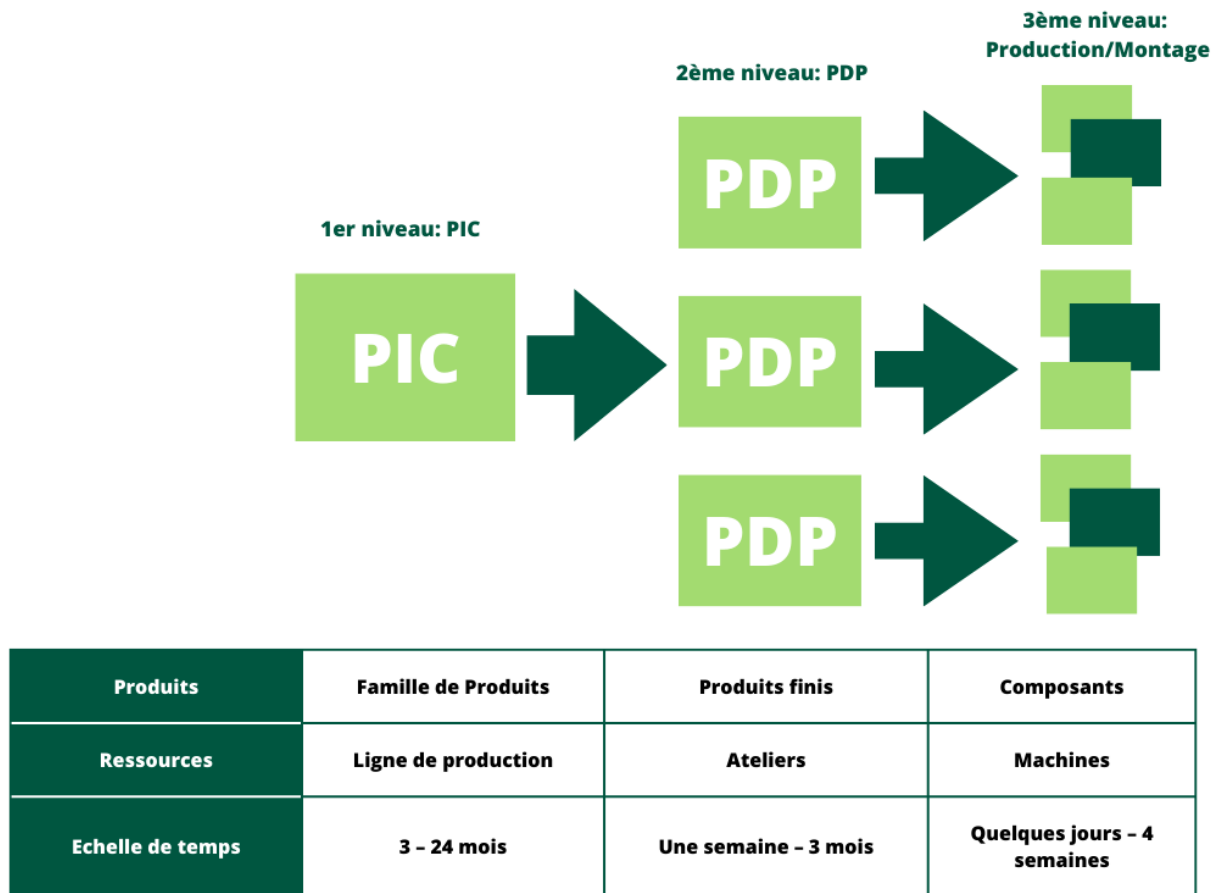 3ème niveau:
Production/Montage
2ème niveau: PDP
PDP
1er niveau: PIC
PIC
PDP
PDP
Produits
Famille de Produits
Produits finis
Composants
Ressources
Ligne de production
Ateliers
Machines
Echelle de temps
3 – 24 mois
Une semaine – 3 mois
Quelques jours – 4
semaines